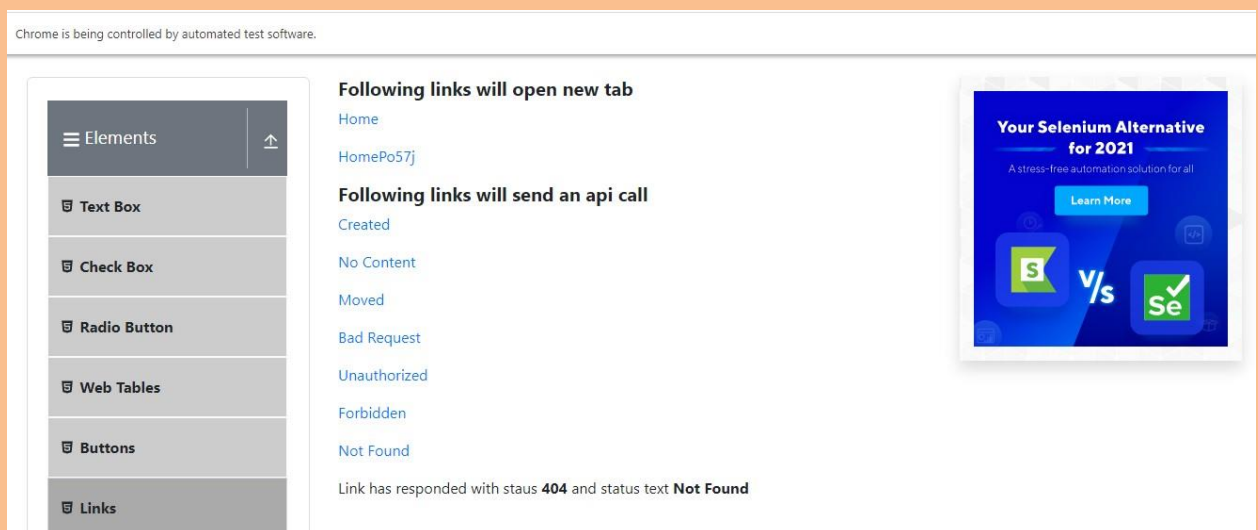 Chrome is being controlled by automated test software.
Elements
Text Box
Check Box
Radio Button
Web Tables
Buttons
Links
Following links will open new tab
Home
HomePo57j
Following links will send an api call
Created
No Content
Moved
Bad Request
Unauthorized
Forbidden
Not Found
Link has responded with staus 404 and status text Not Found
Your Selenium Alternative
for 2021
A stress-free automation solution for all
Learn More
S
V/s
Se